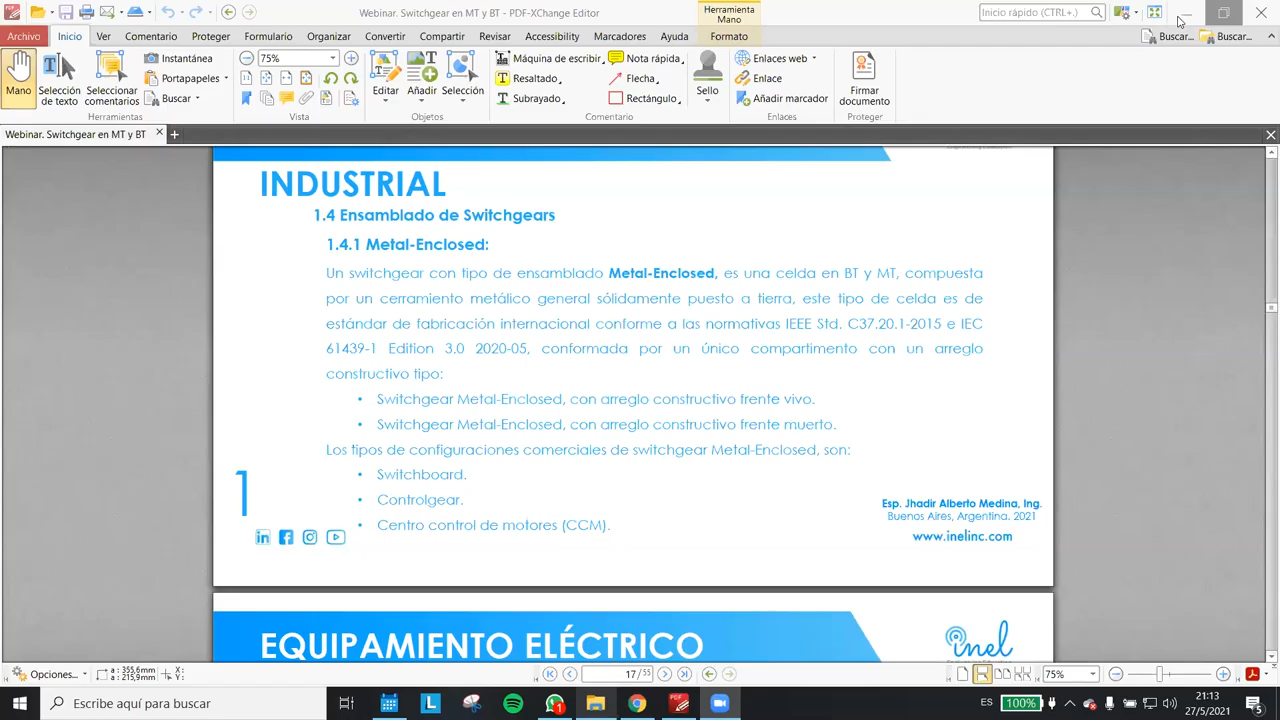 Webinar. Switchgear en MT y BT - PDF-XChange Editor
Herramienta
Mano
Inicio rápido (CTRL+.)
Archivo Inicio Ver Comentario Proteger Formulario Organizar Convertir Compartir Revisar Accessibility Marcadores Ayuda Formato
Buscar... Buscar...
Mano
Selección
de texto
Seleccionar
comentarios
Instantánea
Portapapeles
Buscar
Herramientas
75%
Vista
Editar
Añadir
Selección
Objetos
Máquina de escribir
Resaltado
Subrayado
Nota rápida
Flecha
Rectángulo
Sello
Comentario
Enlaces web
Enlace
Añadir marcador
Enlaces
Firmar
documento
Proteger
Webinar. Switchgear en MT y BT
INDUSTRIAL
1.4 Ensamblado de Switchgears
1.4.1 Metal-Enclosed:
Un switchgear con tipo de ensamblado Metal-Enclosed, es una celda en BT y MT, compuesta
por un cerramiento metálico general sólidamente puesto a tierra, este tipo de celda es de
estándar de fabricación internacional conforme a las normativas IEEE Std. C37.20.1-2015 e IEC
61439-1 Edition 3.0 2020-05, conformada por un único compartimento con un arreglo
constructivo tipo:
• Switchgear Metal-Enclosed, con arreglo constructivo frente vivo.
• Switchgear Metal-Enclosed, con arreglo constructivo frente muerto.
Los tipos de configuraciones comerciales de switchgear Metal-Enclosed, son:
• Switchboard.
• Controlgear.
• Centro control de motores (CCM).
1
Esp. Jhadir Alberto Medina, Ing.
Buenos Aires, Argentina. 2021
www.inelinc.com
EQUIPAMIENTO ELÉCTRICO
inel
Opciones...
a : 355,6mm
: 215,9mm
X:
Y:
17 / 55
75%
Escribe aquí para buscar
ES
100%
21:13
27/5/2021
5